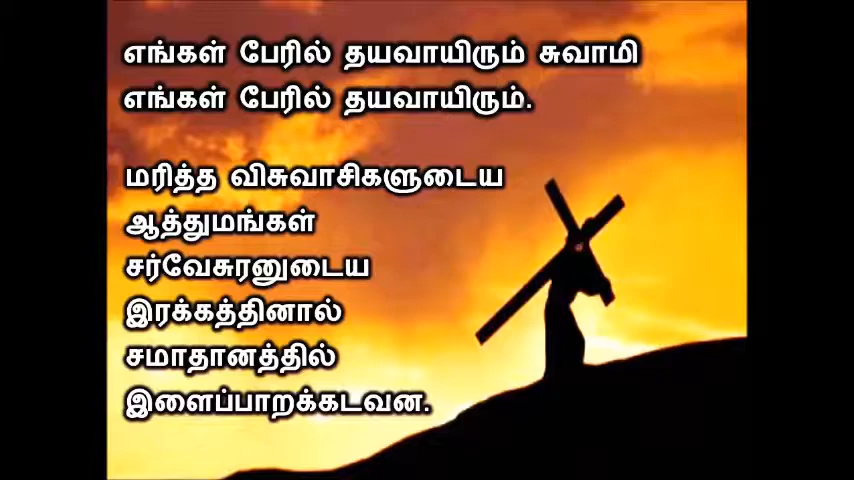 எங்கள் பேரில் தயவாயிரும் சுவாமி
எங்கள் பேரில் தயவாயிரும்.
மரித்த விசுவாசிகளுடைய
ஆத்துமங்கள்
சர்வேசுரனுடைய
இரக்கத்தினால்
சமாதானத்தில்
இளைப்பாறக்கடவன.